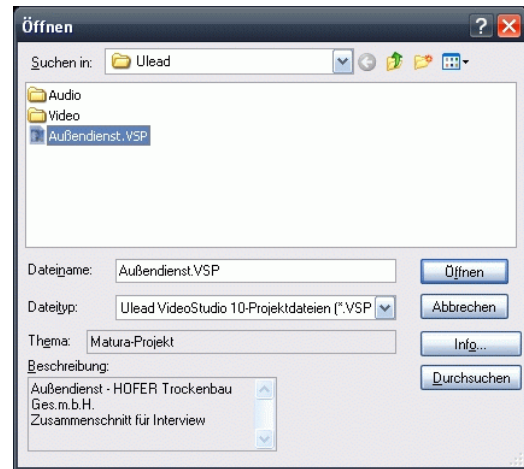 Öffnen
Suchen in: Ulead
Audio
Video
Außendienst.VSP
Dateiname: Außendienst.VSP Öffnen
Dateityp: Ulead VideoStudio 10-Projektdateien (*.VSP Abbrechen
Thema: Matura-Projekt Info...
Beschreibung: Durchsuchen
Außendienst - HOFER Trockenbau
Ges.m.b.H.
Zusammenschnitt für Interview